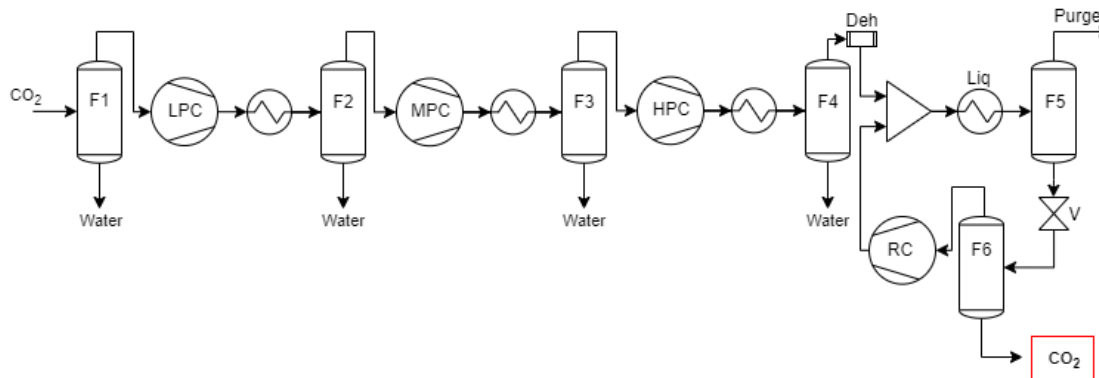 Deh
Purge
CO₂
F1
LPC
F2
MPC
F3
HPC
F4
Liq
F5
Water
Water
Water
Water
V
RC
F6
CO₂